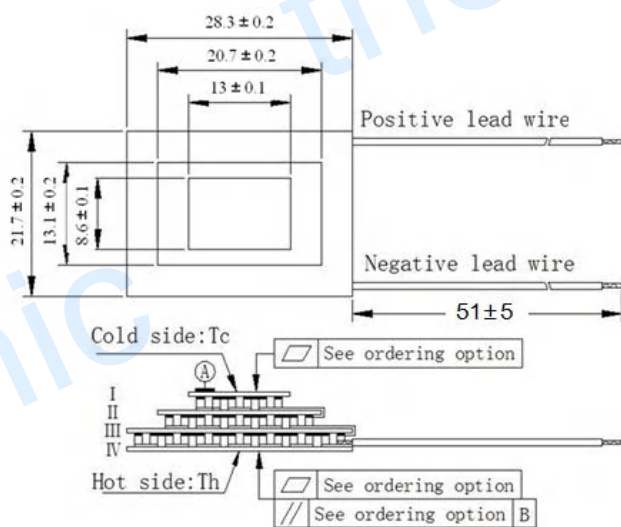 28.3 ± 0.2
20.7 ± 0.2
13 ± 0.1
Positive lead wire
21.7 ± 0.2
13.1 ± 0.2
8.6 ± 0.1
Negative lead wire
51±5
Cold side:Tc
See ordering option
A
I
II
III
IV
Hot side:Th
See ordering option
// See ordering option B